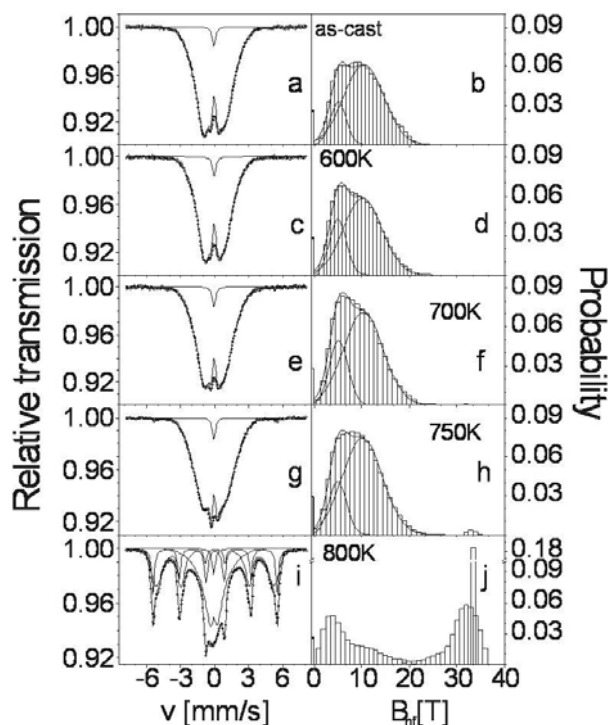 Relative transmission
Probability
1.00
0.96
0.92
a
as-cast
b
0.09
0.06
0.03
1.00
0.96
0.92
c
600K
d
0.09
0.06
0.03
1.00
0.96
0.92
e
700K
f
0.09
0.06
0.03
1.00
0.96
0.92
g
750K
h
0.09
0.06
0.03
1.00
0.96
0.92
i
800K
j
0.18
0.09
0.06
0.03
-6 -3 0 3 6
0 10 20 30 40
v [mm/s]
B_hf[T]